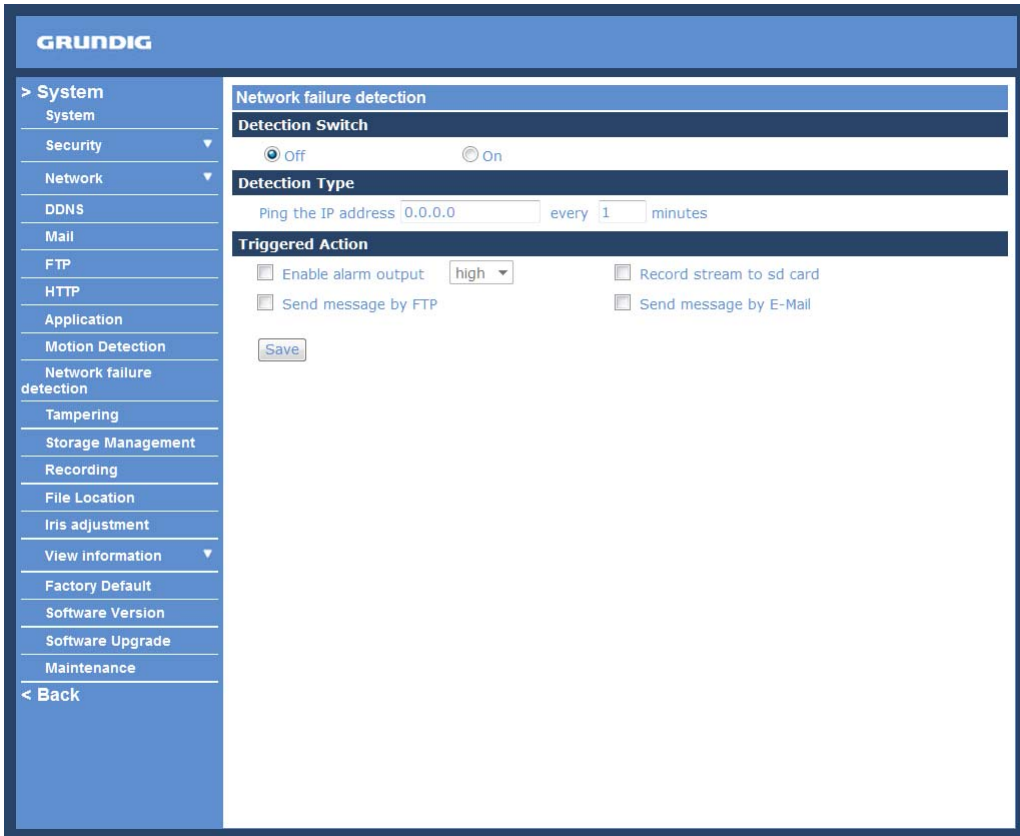 GRUNDIG
> System
System
Security
Network
DDNS
Mail
FTP
HTTP
Application
Motion Detection
Network failure
detection
Tampering
Storage Management
Recording
File Location
Iris adjustment
View information
Factory Default
Software Version
Software Upgrade
Maintenance
< Back
Network failure detection
Detection Switch
Off On
Detection Type
Ping the IP address 0.0.0.0 every 1 minutes
Triggered Action
Enable alarm output high Record stream to sd card
Send message by FTP Send message by E-Mail
Save